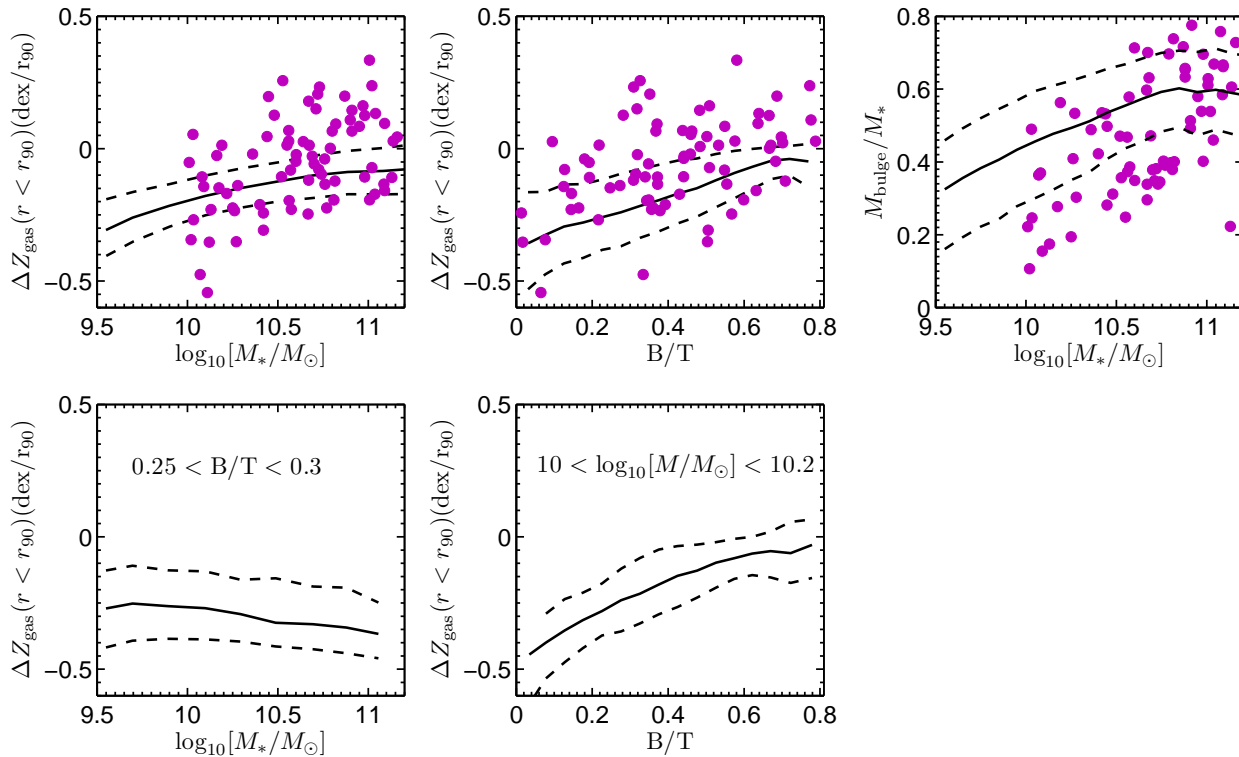 0.5
0
−0.5
9.5 10 10.5 11
ΔZ_gas(r < r_90)(dex/r_90)
log_10[M_*/M_⊙]
0.5
0
−0.5
0 0.2 0.4 0.6 0.8
ΔZ_gas(r < r_90)(dex/r_90)
B/T
0.8
0.6
0.4
0.2
0
9.5 10 10.5 11
M_bulge/M_*
log_10[M_*/M_⊙]
0.5
0
−0.5
9.5 10 10.5 11
ΔZ_gas(r < r_90)(dex/r_90)
0.25 < B/T < 0.3
log_10[M_*/M_⊙]
0.5
0
−0.5
0 0.2 0.4 0.6 0.8
ΔZ_gas(r < r_90)(dex/r_90)
10 < log_10[M/M_⊙] < 10.2
B/T